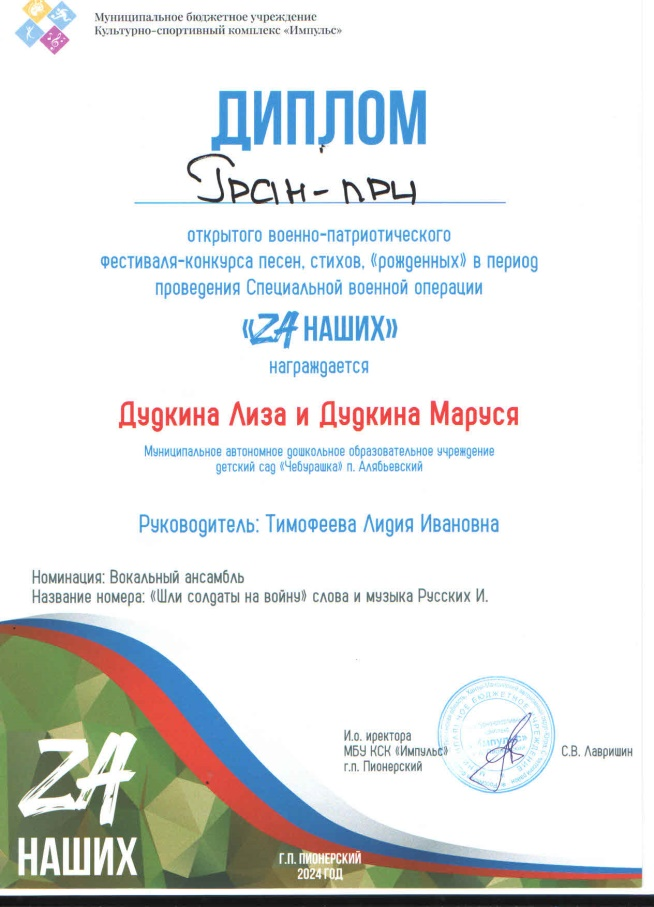 Муниципальное бюджетное учреждение
Культурно-спортивный комплекс «Импульс»
ДИПЛОМ
Гран-при
открытого военно-патриотического
фестиваля-конкурса песен, стихов, «рожденных» в период
проведения Специальной военной операции
«ZА НАШИХ»
награждается
Дудкина Лиза и Дудкина Маруся
Муниципальное автономное дошкольное образовательное учреждение
детский сад «Чебурашка» п. Алябьевский
Руководитель: Тимофеева Лидия Ивановна
Номинация: Вокальный ансамбль
Название номера: «Шли солдаты на войну» слова и музыка Русских И.
И.о. иректора
МБУ КСК «Импульс»
г.п. Пионерский
С.В. Лавришин
«Импульс»
ZА
НАШИХ
Г.П. ПИОНЕРСКИЙ
2024 ГОД